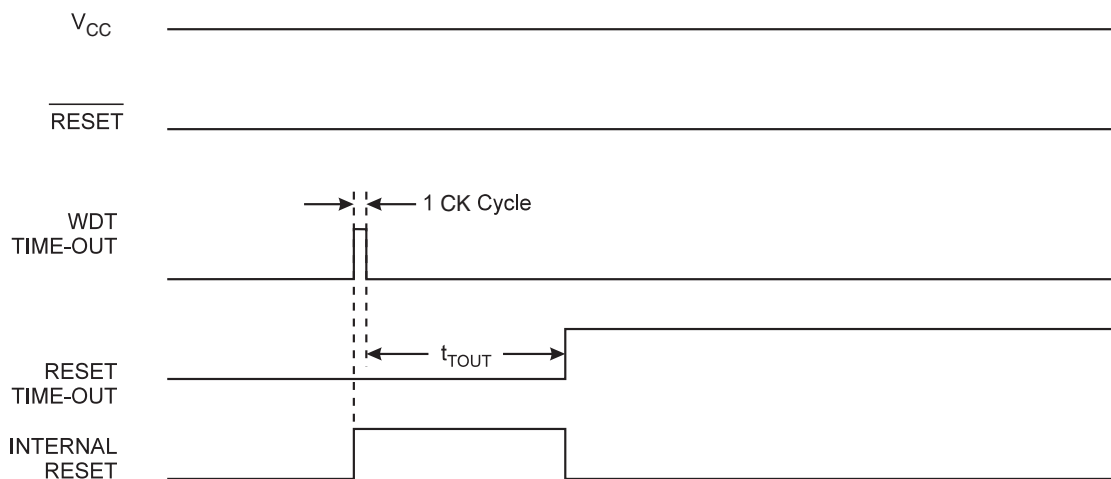 VCC
RESET
1 CK Cycle
WDT
TIME-OUT
tTOUT
RESET
TIME-OUT
INTERNAL
RESET